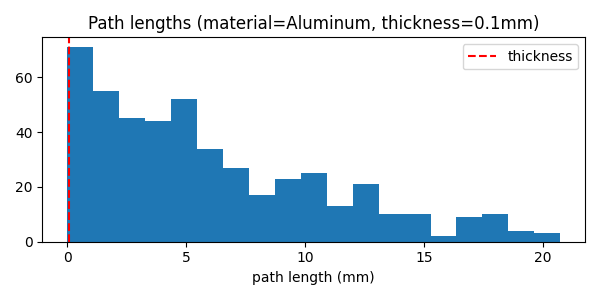 Path lengths (material=Aluminum, thickness=0.1mm)
thickness
60
40
20
0
0 5 10 15 20
path length (mm)